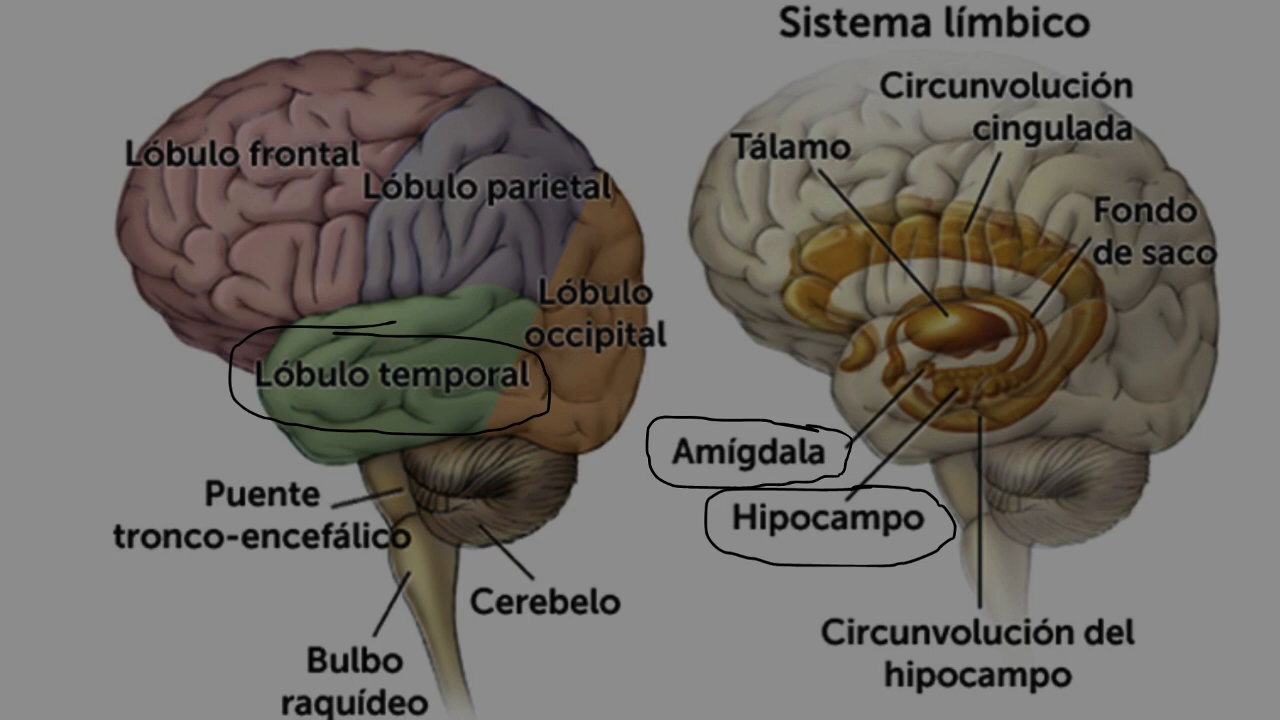 Sistema límbico
Lóbulo frontal
Lóbulo parietal
Lóbulo
occipital
Lóbulo temporal
Puente
tronco-encefálico
Cerebelo
Bulbo
raquídeo
Circunvolución
cingulada
Tálamo
Fondo
de saco
Amígdala
Hipocampo
Circunvolución del
hipocampo